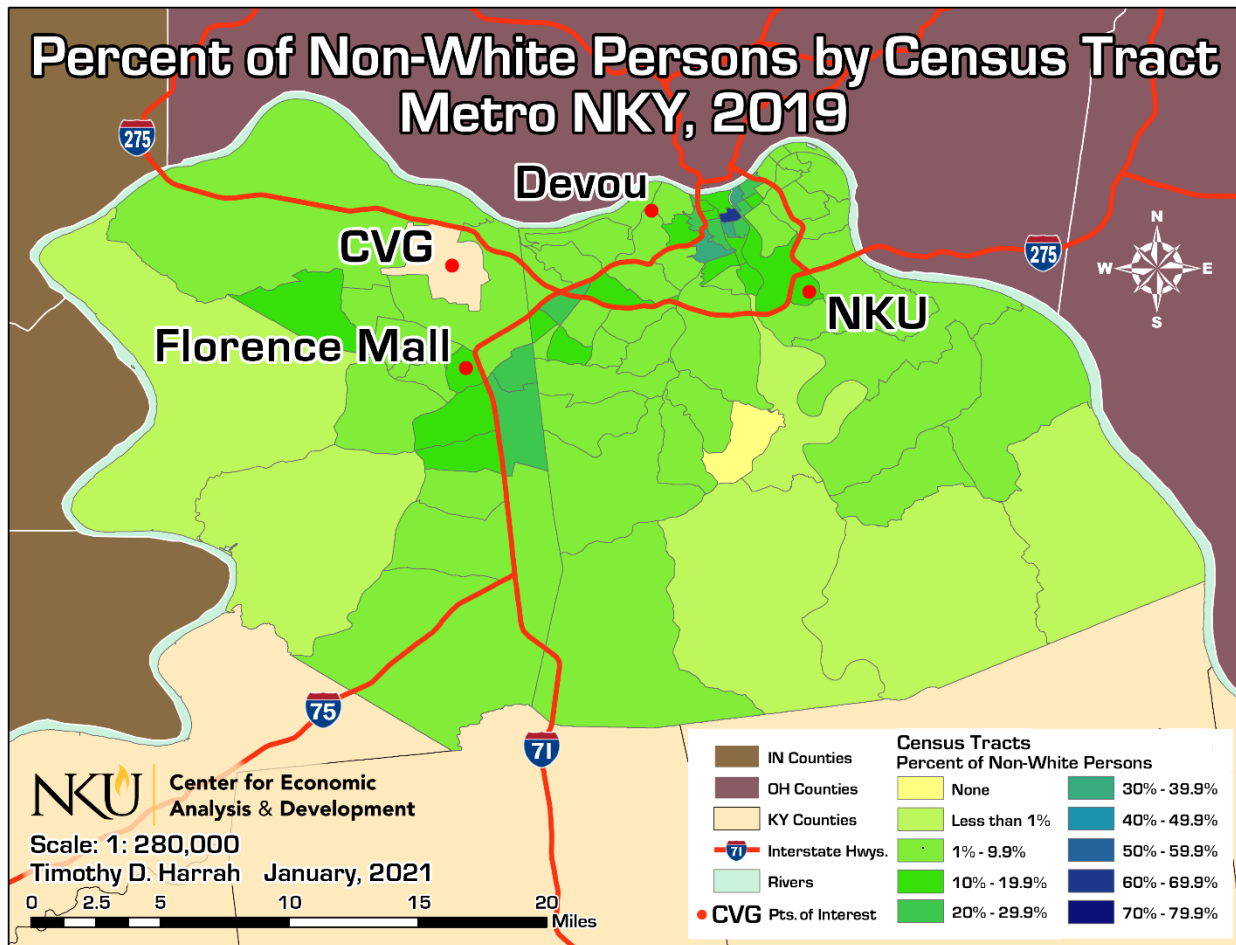 Percent of Non-White Persons by Census Tract
Metro NKY, 2019
275
Devou
CVG
275
N
W
E
S
NKU
Florence Mall
75
71
NKU
Center for Economic
Analysis & Development
Scale: 1: 280,000
Timothy D. Harrah January, 2021
0 2.5 5 10 15 20
Miles
IN Counties
OH Counties
KY Counties
71 Interstate Hwys.
Rivers
CVG Pts. of Interest
Census Tracts
Percent of Non-White Persons
None
Less than 1%
1% - 9.9%
10% - 19.9%
20% - 29.9%
30% - 39.9%
40% - 49.9%
50% - 59.9%
60% - 69.9%
70% - 79.9%